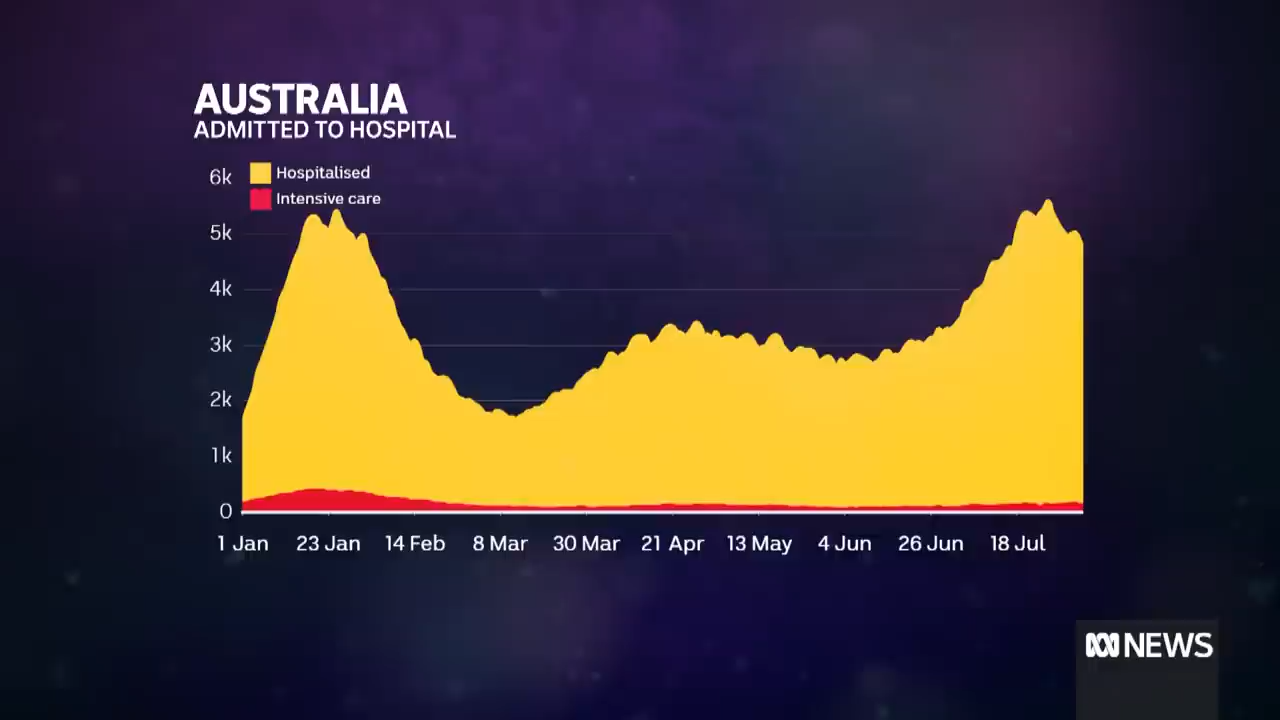 AUSTRALIA
ADMITTED TO HOSPITAL
Hospitalised
Intensive care
6k
5k
4k
3k
2k
1k
0
1 Jan 23 Jan 14 Feb 8 Mar 30 Mar 21 Apr 13 May 4 Jun 26 Jun 18 Jul
NEWS